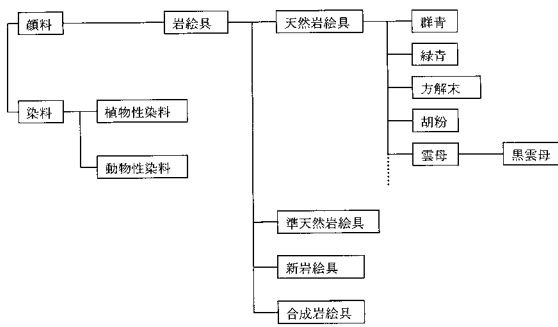 顔料
岩絵具
天然岩絵具
群青
緑青
方解末
胡粉
雲母
黒雲母
染料
植物性染料
動物性染料
準天然岩絵具
新岩絵具
合成岩絵具